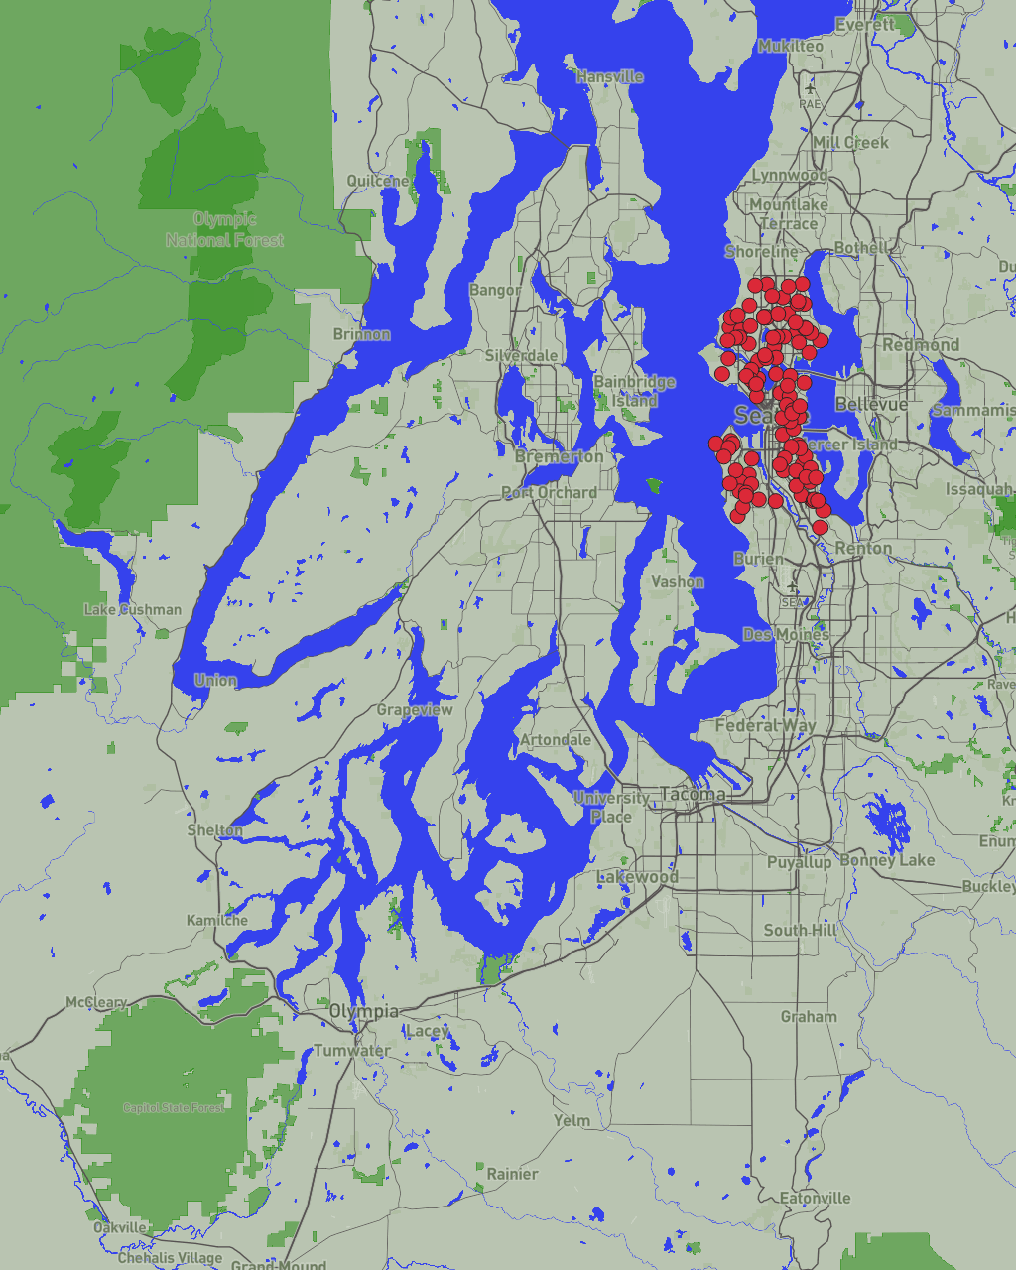 Everett
Mukilteo
Hansville
PAE
Mill Creek
Lynnwood
Quilcene
Mountlake
Terrace
Olympic
National Forest
Shoreline
Bothell
Bangor
Brinnon
Redmond
Silverdale
Bainbridge
Island
Bellevue
Sammamis
Sea
ercer Island
Bremerton
Port Orchard
Issaquah
Renton
Burien
Vashon
SEA
Lake Cushman
Des Moines
Union
Rave
Grapeview
Federal Way
Artondale
Tacoma
University
Place
Shelton
Enum
Puyallup
Bonney Lake
Lakewood
Buckley
Kamilche
South Hill
McCleary
Olympia
Graham
Lacey
Tumwater
Capitol State Forest
Yelm
Rainier
Eatonville
Oakville
Chehalis Village
Grand Mound